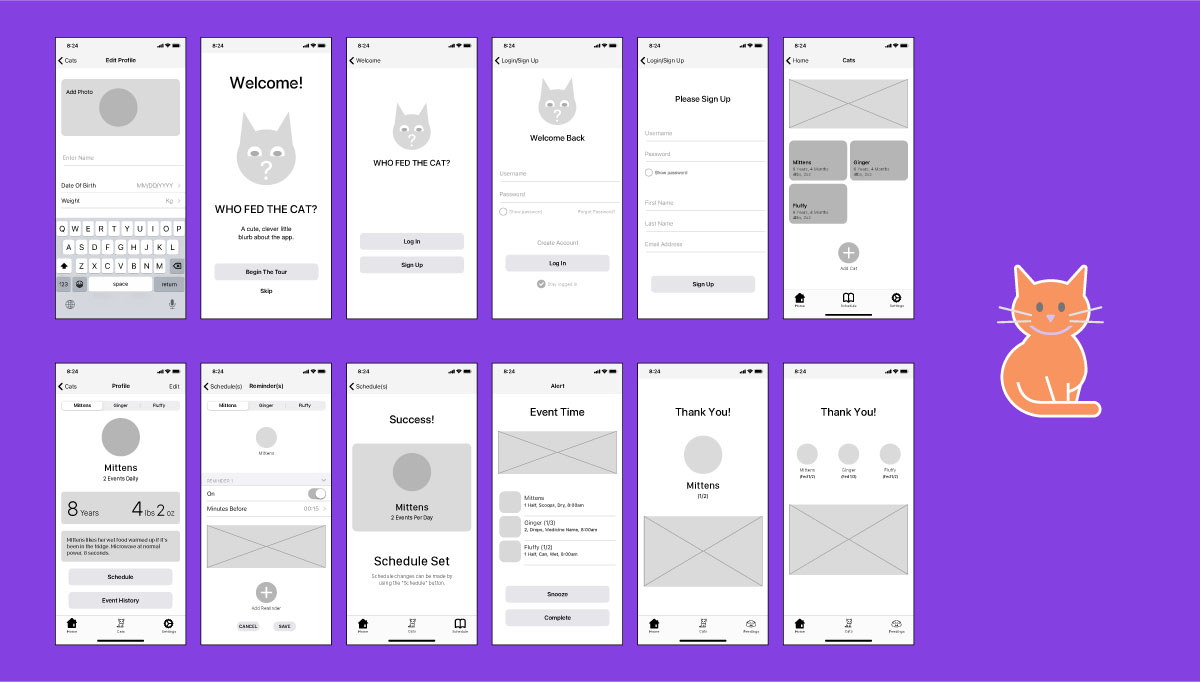 8:24
Cats Edit Profile
Add Photo
Enter Name
Date Of Birth MM/DD/YYYY
Weight Kg
Q W E R T Y U I O P
A S D F G H J K L
Z X C V B N M
123 space return
8:24
Welcome!
?
WHO FED THE CAT?
A cute, clever little
blurb about the app.
Begin The Tour
Skip
8:24
Welcome
?
WHO FED THE CAT?
Log In
Sign Up
8:24
Login/Sign Up
?
Welcome Back
Username
Password
Show password Forgot Password?
Create Account
Log In
Stay logged in
8:24
Login/Sign Up
Please Sign Up
Username
Password
Show password
First Name
Last Name
Email Address
Sign Up
8:24
Home Cats
Mittens Ginger
8 Years, 4 Months 8 Years, 4 Months
Fluffy
8 Years, 4 Months
Add Cat
Home Schedule Settings
8:24
Cats Profile Edit
Mittens Ginger Fluffy
Mittens
2 Events Daily
8 Years 4 lbs 2 oz
Mittens likes her wet food warmed up if it's
been in the fridge. Microwave at normal
power, 8 seconds.
Schedule
Event History
Home Cats Settings
8:24
Schedule(s) Reminder(s)
Mittens Ginger Fluffy
Mittens
REMINDER 1
On
Minutes Before 00:15
Add Reminder
CANCEL SAVE
8:24
Schedule(s)
Success!
Mittens
2 Events Per Day
Schedule Set
Schedule changes can be made by
using the "Schedule" button.
Home Cats Schedule
8:24
Alert
Event Time
Mittens
1 Half, Scoops, Dry, 8:00am
Ginger (1/3)
2, Drops, Medicine Name, 8:00am
Fluffy (1/2)
1 Half, Can, Wet, 8:00am
Snooze
Complete
8:24
Thank You!
Mittens
(1/2)
Home Cats Feedings
8:24
Thank You!
Mittens Ginger Fluffy
(Fed 1/2) (Fed 1/3) (Fed 1/2)
Home Cats Feedings